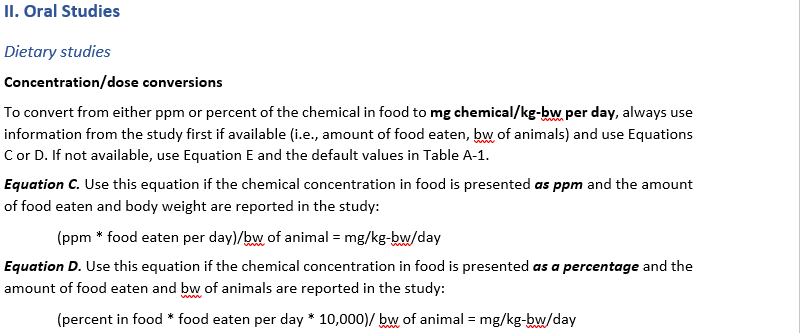 II. Oral Studies
Dietary studies
Concentration/dose conversions
To convert from either ppm or percent of the chemical in food to mg chemical/kg-bw per day, always use
information from the study first if available (i.e., amount of food eaten, bw of animals) and use Equations
C or D. If not available, use Equation E and the default values in Table A-1.
Equation C. Use this equation if the chemical concentration in food is presented as ppm and the amount
of food eaten and body weight are reported in the study:
(ppm * food eaten per day)/bw of animal = mg/kg-bw/day
Equation D. Use this equation if the chemical concentration in food is presented as a percentage and the
amount of food eaten and bw of animals are reported in the study:
(percent in food * food eaten per day * 10,000)/ bw of animal = mg/kg-bw/day